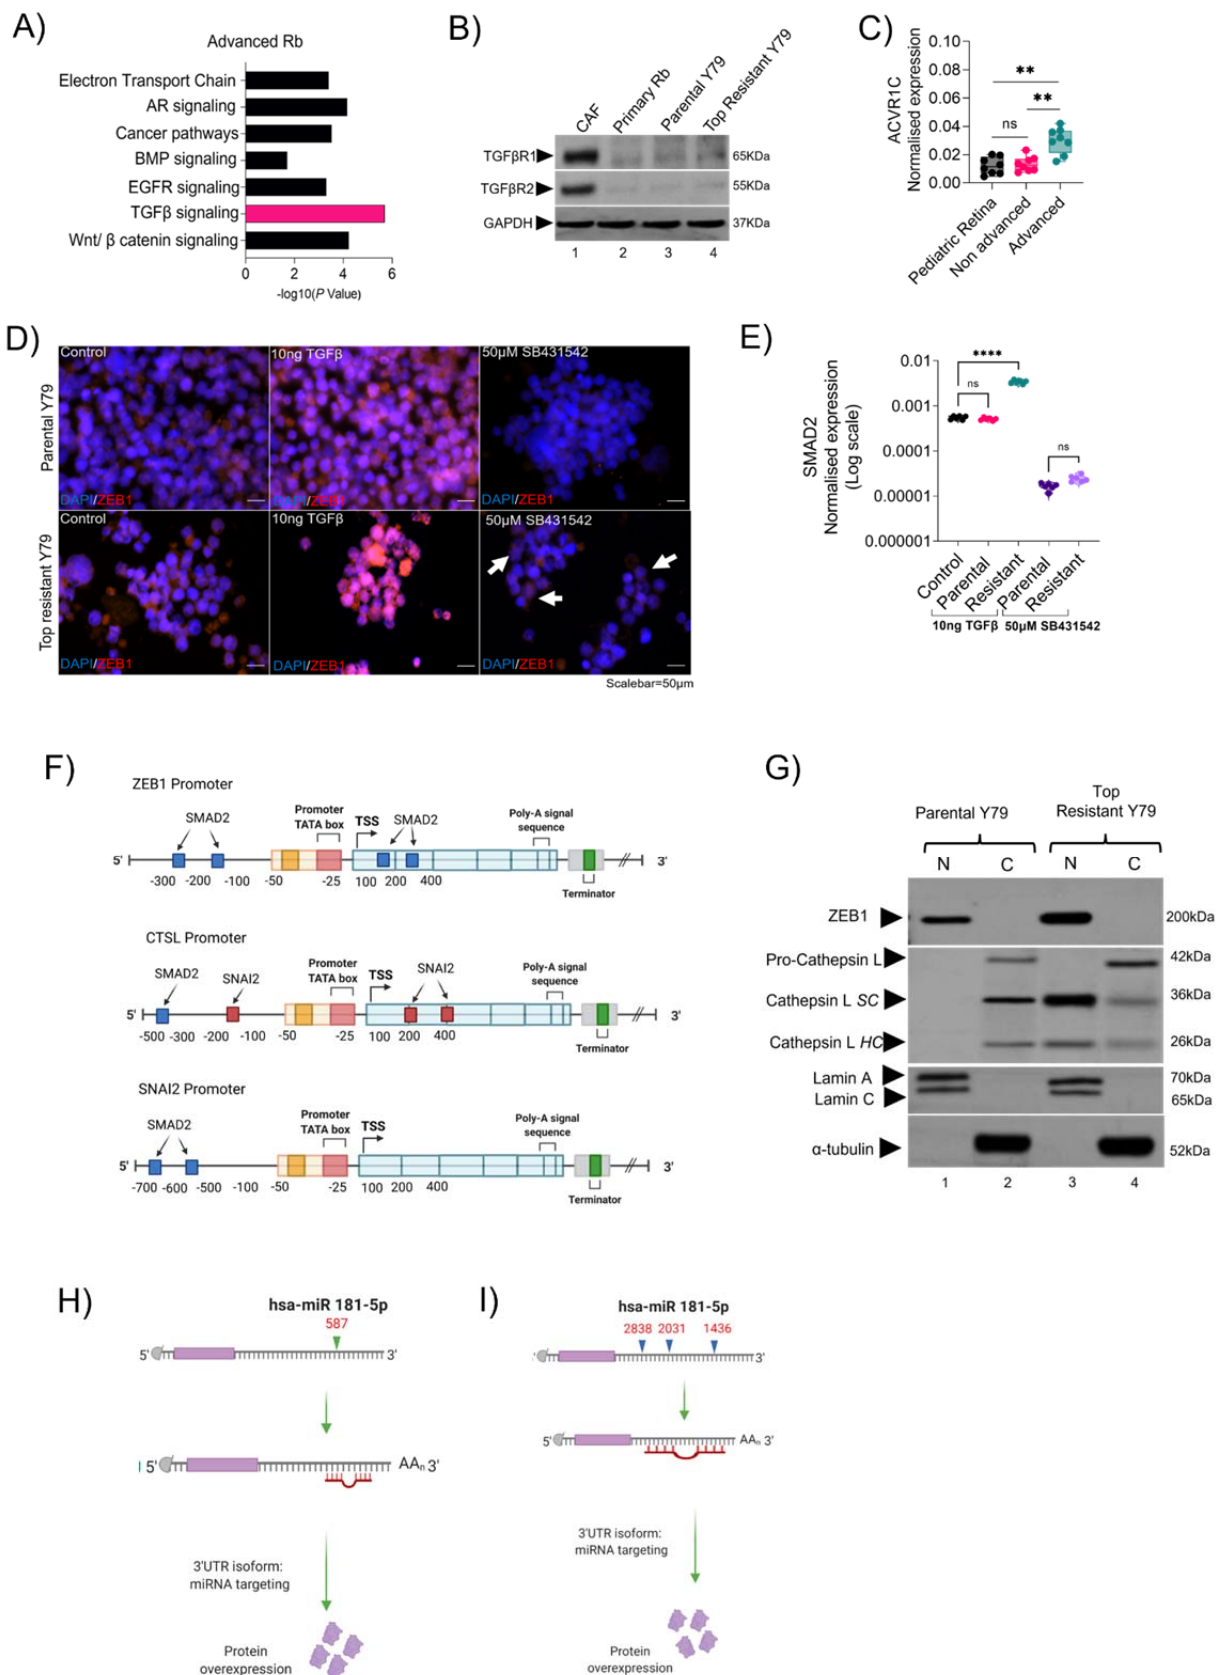 A)
Advanced Rb
Electron Transport Chain
AR signaling
Cancer pathways
BMP signaling
EGFR signaling
TGFβ signaling
Wnt/ β catenin signaling
0 2 4 6
-log10(P Value)
B)
CAF
Primary Rb
Parental Y79
Top Resistant Y79
TGFβR1 65KDa
TGFβR2 55KDa
GAPDH 37KDa
1 2 3 4
C)
ACVR1C
Normalised expression
0.10
0.08
0.06
0.04
0.02
0.00
**
**
ns
Pediatric Retina
Non advanced
Advanced
D)
Parental Y79
Control 10ng TGFβ 50μM SB431542
DAPI/ZEB1 DAPI/ZEB1 DAPI/ZEB1
Top resistant Y79
Control 10ng TGFβ 50μM SB431542
DAPI/ZEB1 DAPI/ZEB1 DAPI/ZEB1
Scalebar=50μm
E)
SMAD2
Normalised expression
(Log scale)
0.01
0.001
0.0001
0.00001
0.000001
****
ns
ns
Control
Parental
Resistant
Parental
Resistant
10ng TGFβ 50μM SB431542
F)
ZEB1 Promoter
SMAD2
Promoter
TATA box
TSS
SMAD2
Poly-A signal
sequence
5' 3'
-300 -200 -100 -50 -25 100 200 400
Terminator
CTSL Promoter
SMAD2
SNAI2
Promoter
TATA box
TSS
SNAI2
Poly-A signal
sequence
5' 3'
-500 -300 -200 -100 -50 -25 100 200 400
Terminator
SNAI2 Promoter
SMAD2
Promoter
TATA box
TSS
Poly-A signal
sequence
5' 3'
-700 -600 -500 -100 -50 -25 100 200 400
Terminator
G)
Parental Y79
Top
Resistant Y79
N C N C
ZEB1 200kDa
Pro-Cathepsin L 42kDa
Cathepsin L SC 36kDa
Cathepsin L HC 26kDa
Lamin A 70kDa
Lamin C 65kDa
α-tubulin 52kDa
1 2 3 4
H)
hsa-miR 181-5p
587
5' 3'
5' AAn 3'
3'UTR isoform:
miRNA targeting
Protein
overexpression
I)
hsa-miR 181-5p
2838 2031 1436
' 3'
5' AAn 3'
3'UTR isoform:
miRNA targeting
Protein
overexpression